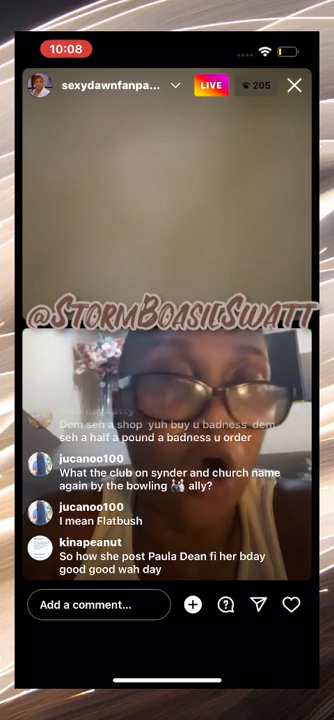 10:08
sexydawnfanpa...
LIVE
205
@STORMBOASILSWATT
Dem seh a shop yuh buy u badness dem
seh a half a pound a badness u order
jucanoo100
What the club on synder and church name
again by the bowling 🎳 ally?
jucanoo100
I mean Flatbush
kinapeanut
So how she post Paula Dean fi her bday
good good wah day
Add a comment...